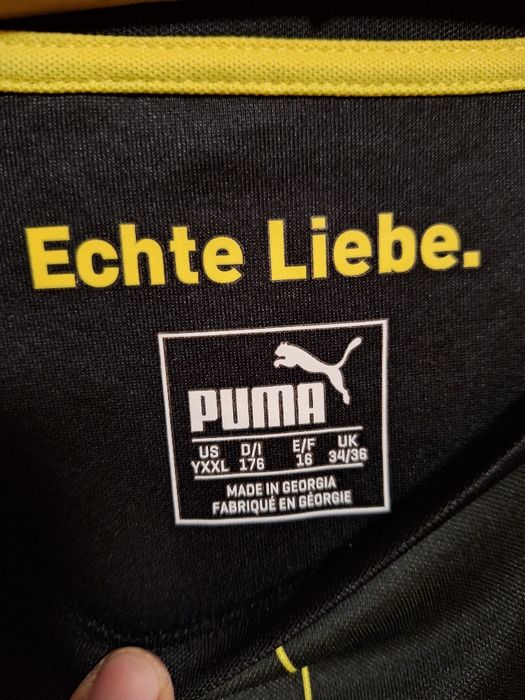 Echte Liebe.
PUMA
US D/I E/F UK
YXXL 176 16 34/36
MADE IN GEORGIA
FABRIQUÉ EN GÉORGIE